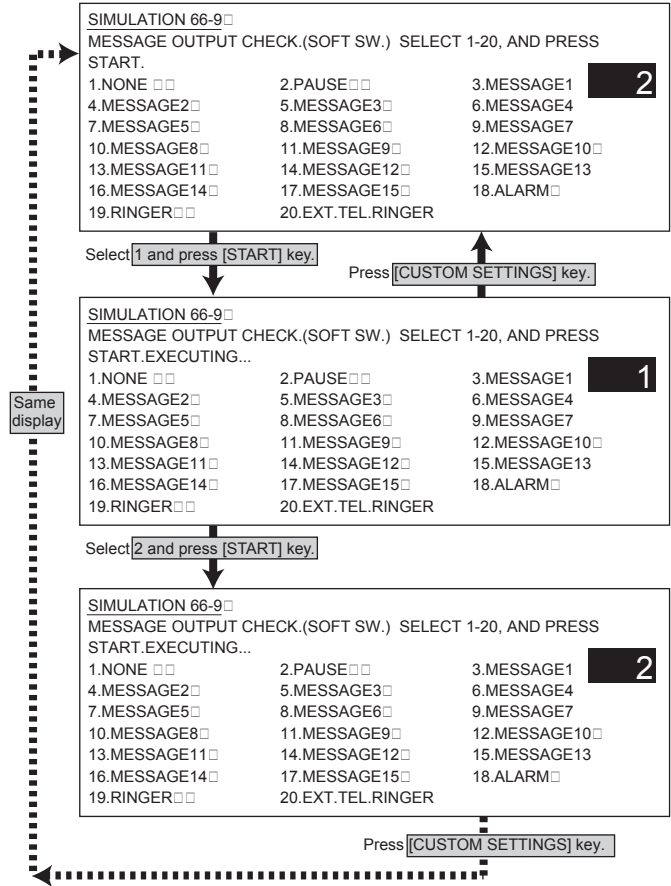 SIMULATION 66-9□
MESSAGE OUTPUT CHECK.(SOFT SW.) SELECT 1-20, AND PRESS
START.
2
1.NONE □□ 2.PAUSE□□ 3.MESSAGE1
4.MESSAGE2□ 5.MESSAGE3□ 6.MESSAGE4
7.MESSAGE5□ 8.MESSAGE6□ 9.MESSAGE7
10.MESSAGE8□ 11.MESSAGE9□ 12.MESSAGE10□
13.MESSAGE11□ 14.MESSAGE12□ 15.MESSAGE13
16.MESSAGE14□ 17.MESSAGE15□ 18.ALARM□
19.RINGER□□ 20.EXT.TEL.RINGER
Select 1 and press [START] key.
Press [CUSTOM SETTINGS] key.
SIMULATION 66-9□
MESSAGE OUTPUT CHECK.(SOFT SW.) SELECT 1-20, AND PRESS
START.EXECUTING...
1
1.NONE □□ 2.PAUSE□□ 3.MESSAGE1
4.MESSAGE2□ 5.MESSAGE3□ 6.MESSAGE4
7.MESSAGE5□ 8.MESSAGE6□ 9.MESSAGE7
10.MESSAGE8□ 11.MESSAGE9□ 12.MESSAGE10□
13.MESSAGE11□ 14.MESSAGE12□ 15.MESSAGE13
16.MESSAGE14□ 17.MESSAGE15□ 18.ALARM□
19.RINGER□□ 20.EXT.TEL.RINGER
Same
display
Select 2 and press [START] key.
SIMULATION 66-9□
MESSAGE OUTPUT CHECK.(SOFT SW.) SELECT 1-20, AND PRESS
START.EXECUTING...
2
1.NONE □□ 2.PAUSE□□ 3.MESSAGE1
4.MESSAGE2□ 5.MESSAGE3□ 6.MESSAGE4
7.MESSAGE5□ 8.MESSAGE6□ 9.MESSAGE7
10.MESSAGE8□ 11.MESSAGE9□ 12.MESSAGE10□
13.MESSAGE11□ 14.MESSAGE12□ 15.MESSAGE13
16.MESSAGE14□ 17.MESSAGE15□ 18.ALARM□
19.RINGER□□ 20.EXT.TEL.RINGER
Press [CUSTOM SETTINGS] key.